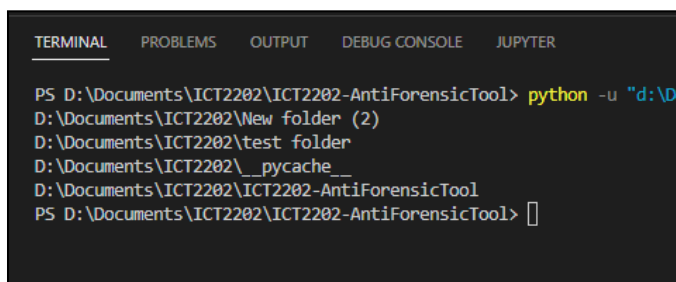 TERMINAL PROBLEMS OUTPUT DEBUG CONSOLE JUPYTER
PS D:\Documents\ICT2202\ICT2202-AntiForensicTool> python -u "d:\D
D:\Documents\ICT2202\New folder (2)
D:\Documents\ICT2202\test folder
D:\Documents\ICT2202\__pycache__
D:\Documents\ICT2202\ICT2202-AntiForensicTool
PS D:\Documents\ICT2202\ICT2202-AntiForensicTool>